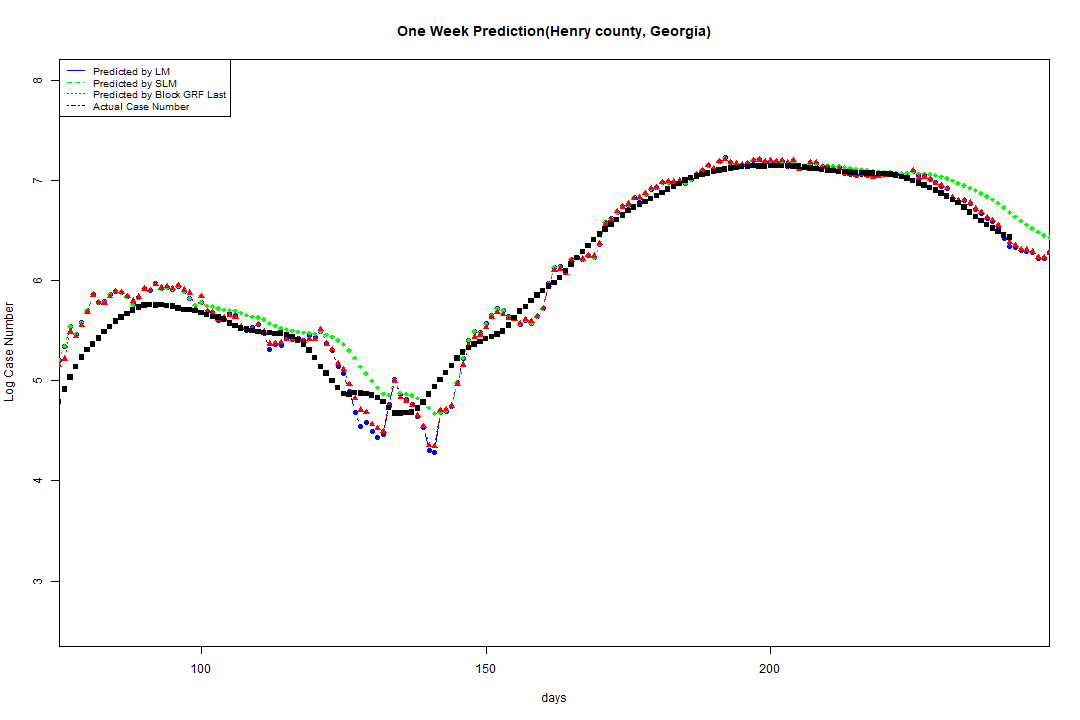 One Week Prediction(Henry county, Georgia)
Predicted by LM
Predicted by SLM
Predicted by Block GRF Last
Actual Case Number
8
7
6
5
4
3
Log Case Number
100 150 200
days